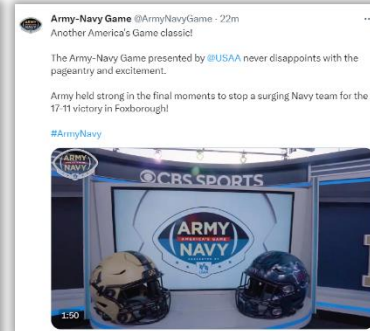 Army-Navy Game @ArmyNavyGame · 22m
Another America's Game classic!
The Army-Navy Game presented by @USAA never disappoints with the
pageantry and excitement.
Army held strong in the final moments to stop a surging Navy team for the
17-11 victory in Foxborough!
#ArmyNavy
ARMY
NAVY
CBS SPORTS
ARMY
AMERICA'S GAME
NAVY
1:50